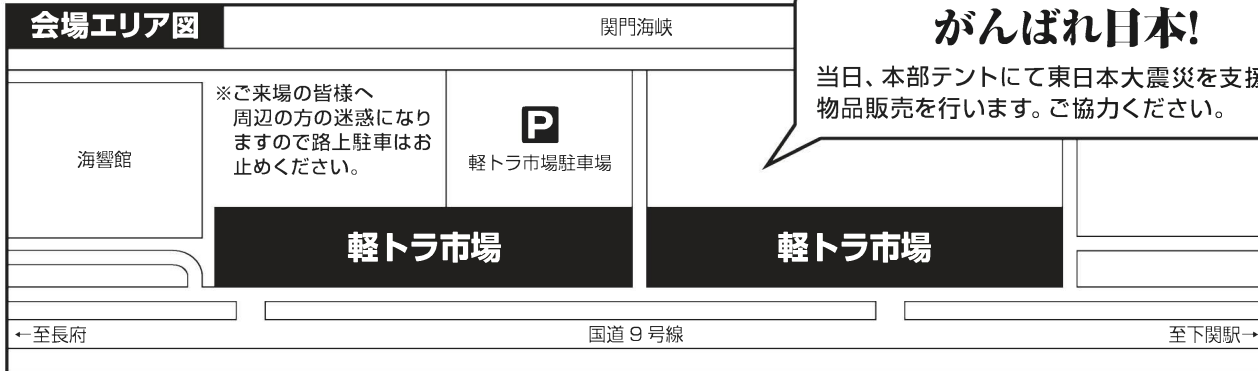 会場エリア図
関門海峡
がんばれ日本!
当日、本部テントにて東日本大震災を支援
物品販売を行います。ご協力ください。
※ご来場の皆様へ
周辺の方の迷惑になり
ますので路上駐車はお
止めください。
P
軽トラ市場駐車場
海響館
軽トラ市場
軽トラ市場
←至長府
国道9号線
至下関駅→